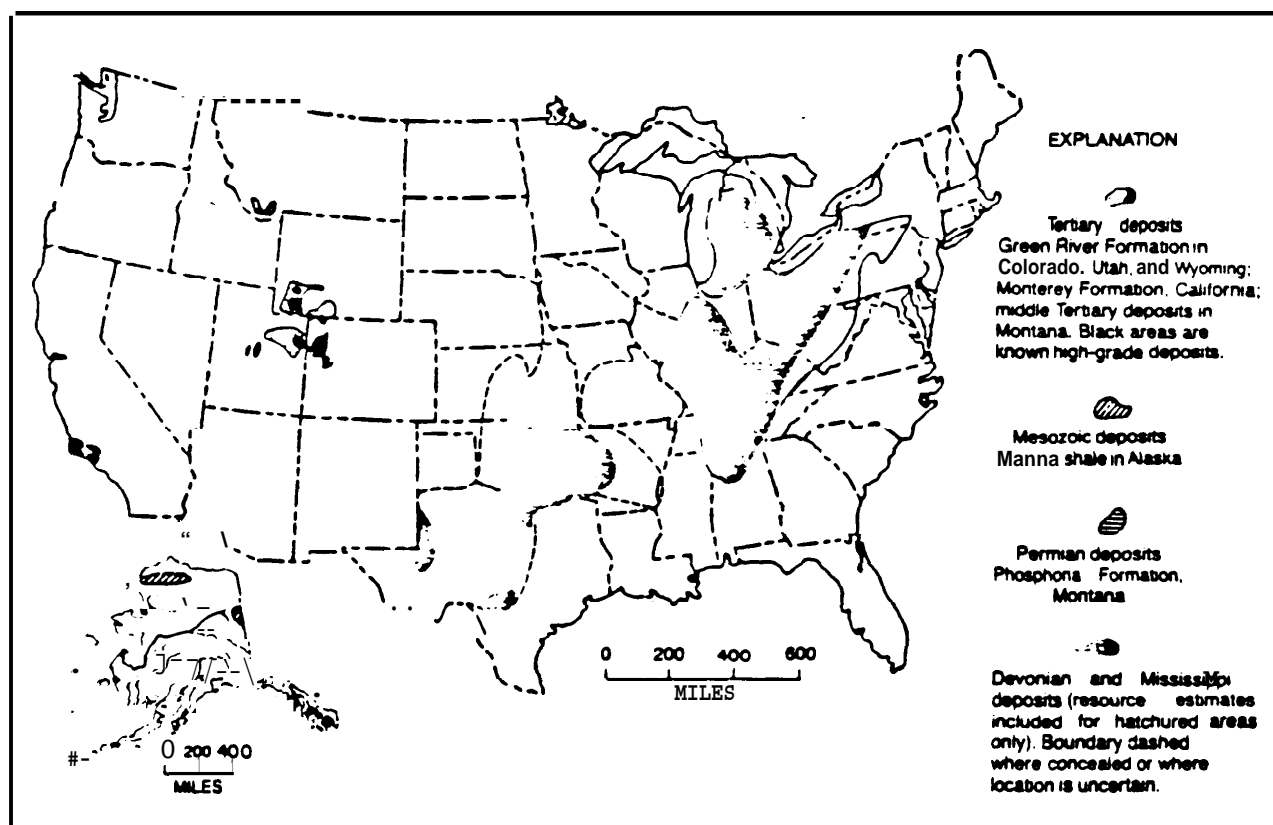 EXPLANATION
Tertiary deposits
Green River Formation in
Colorado. Utah, and Wyoming;
Monterey Formation, California;
middle Tertiary deposits in
Montana. Black areas are
known high-grade deposits.
Mesozoic deposits
Manna shale in Alaska
Permian deposits
Phosphoria Formation,
Montana
Devonian and
deposits (resource estimates
included for hatchured areas
only). Boundary dashed
where concealed or where
location is uncertain.
0 200 400 600
MILES
0 200 400
MILES